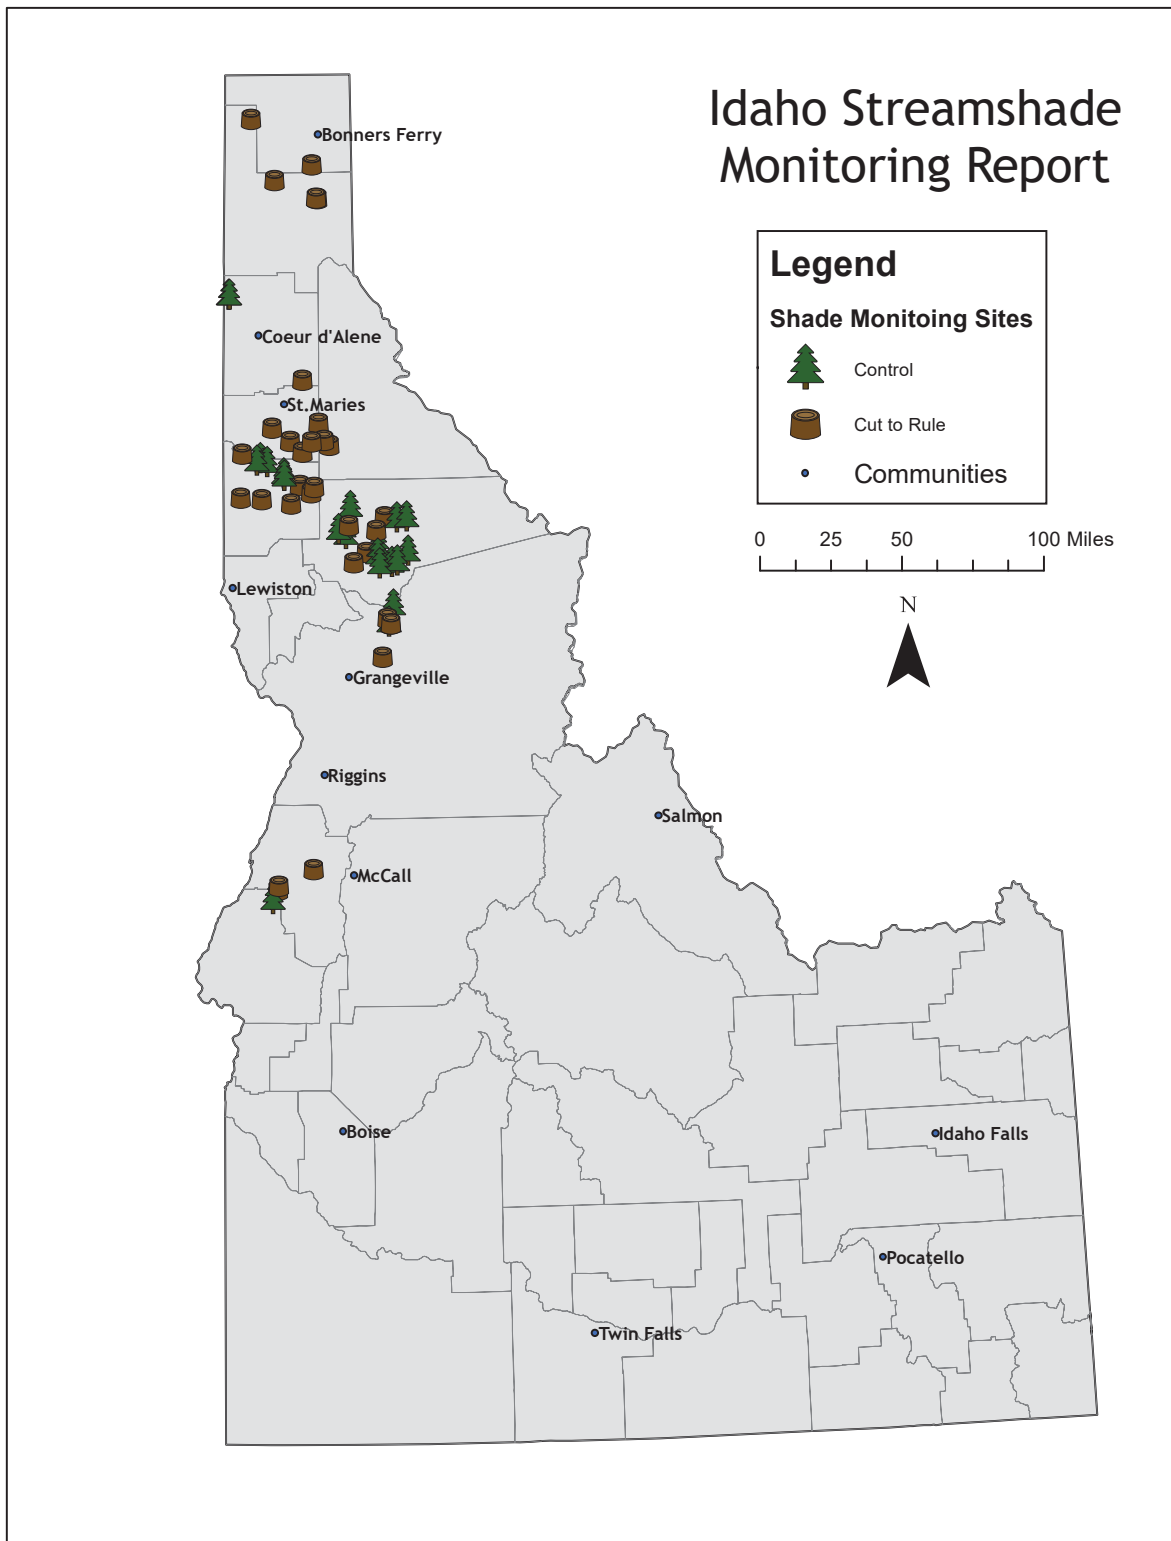 Idaho Streamshade
Monitoring Report
Legend
Shade Monitoing Sites
Control
Cut to Rule
Communities
0 25 50 100 Miles
N
Bonners Ferry
Coeur d'Alene
St.Maries
Lewiston
Grangeville
Riggins
Salmon
McCall
Boise
Idaho Falls
Pocatello
Twin Falls